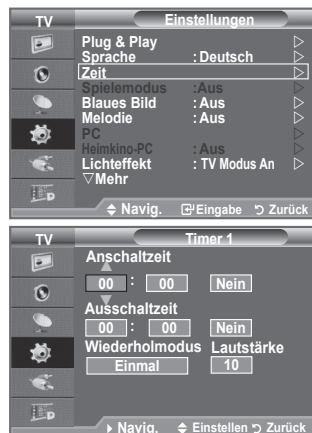 TV Einstellungen
Plug & Play
Sprache : Deutsch
Zeit
Spielemodus : Aus
Blaues Bild : Aus
Melodie : Aus
PC
Heimkino-PC : Aus
Lichteffekt : TV Modus An
▽Mehr
Navig. Eingabe Zurück
TV Timer 1
Anschaltzeit
00 : 00 Nein
Ausschaltzeit
00 : 00 Nein
Wiederholmodus Lautstärke
Einmal 10
Navig. Einstellen Zurück